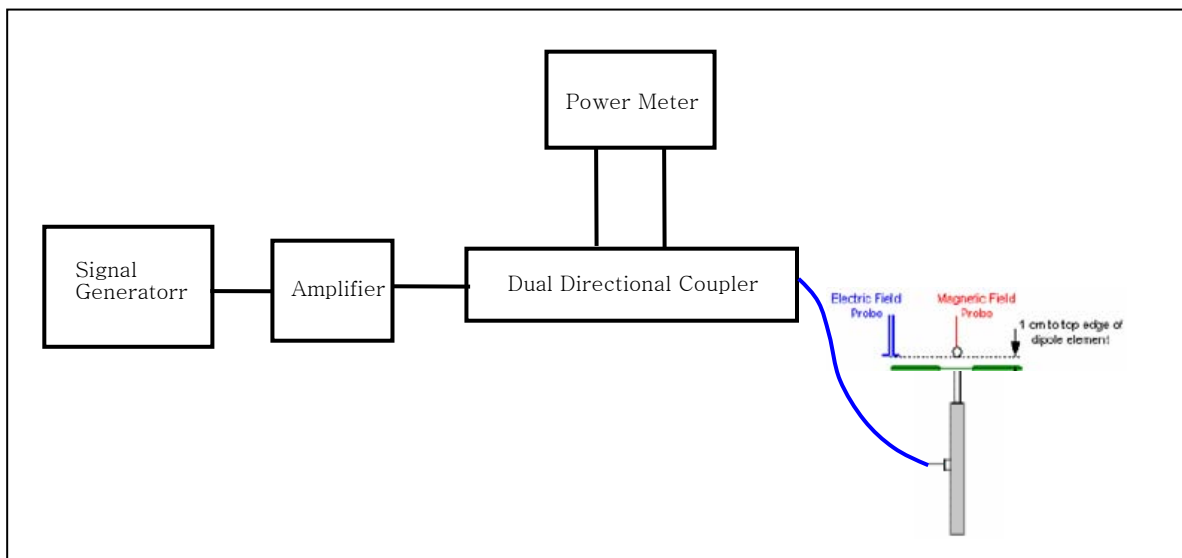 Power Meter
Signal
Generatorr
Amplifier
Dual Directional Coupler
Electric Field
Probe
Magnetic Field
Probe
1 cm to top edge of
dipole element